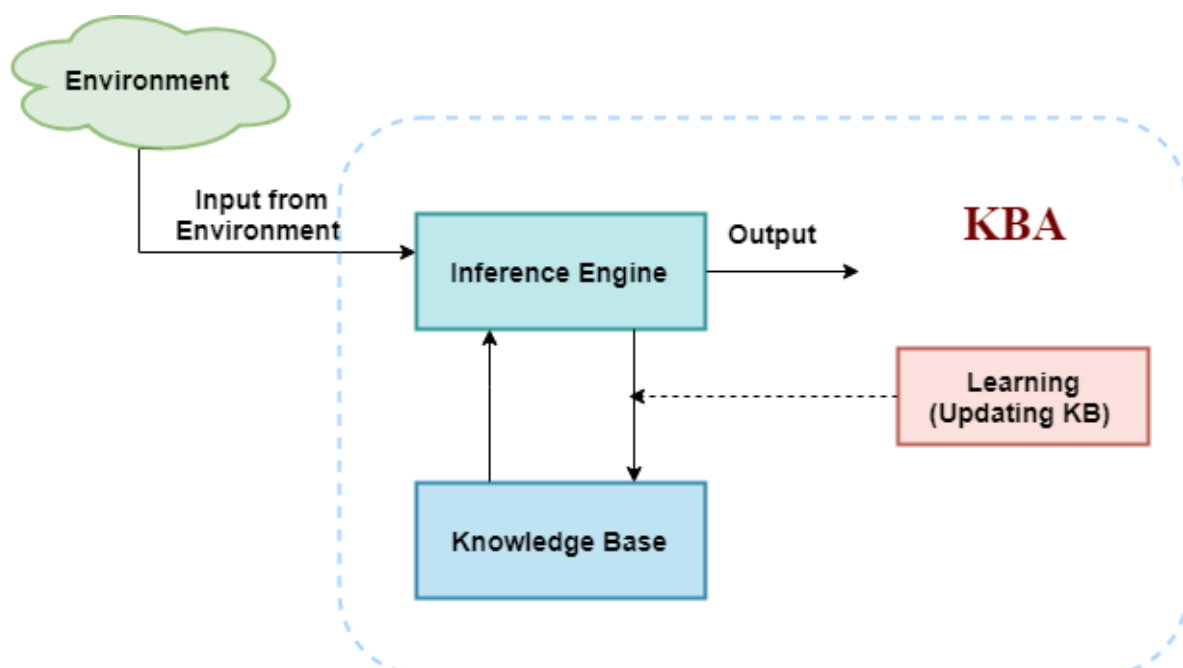 Environment
Input from
Environment
Inference Engine
Output
KBA
Learning
(Updating KB)
Knowledge Base